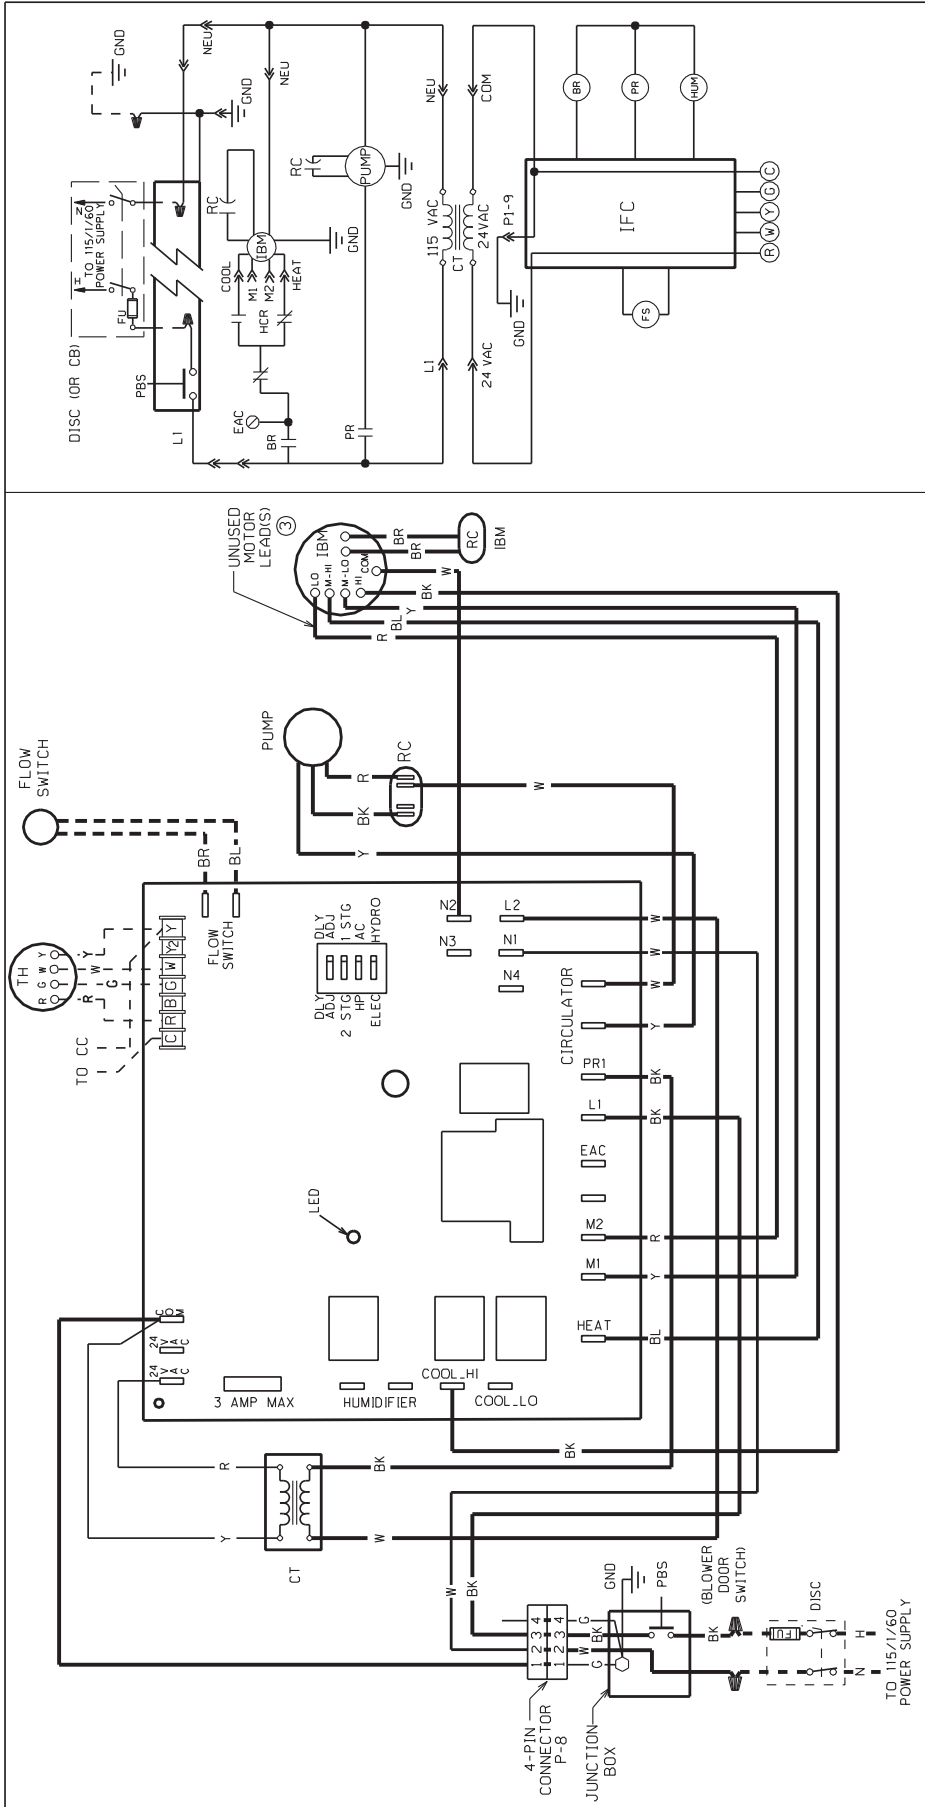 NEU
GND
GND
DISC (OR CB)
N
TO 115/1/60
POWER SUPPLY
H
FU
PBS
L1
RC
NEU
IBM
GND
COOL
M1
HCR
M2
HEAT
EAC
BR
RC
PUMP
GND
PR
NEU
COM
115 VAC
CT
24VAC
L1
24 VAC
P1-9
GND
BR
PR
HUM
IFC
FS
C
G
Y
W
R
UNUSED
MOTOR
LEAD(S)
3
IBM
LO
M-HI
M-LO
HI
COM
BR
BR
RC
IBM
W
BK
Y
BL
R
PUMP
R
BK
Y
RC
W
FLOW
SWITCH
BR
BL
FLOW
SWITCH
TH
R
G
W
Y
Y
W
G
R
TO CC
C
R
B
G
W
Y2
Y
DLY
ADJ
1 STG
AC
HYDRO
DLY
ADJ
2 STG
HP
ELEC
N2
L2
N3
N1
N4
CIRCULATOR
W
W
W
Y
PR1
BK
L1
BK
EAC
M2
R
M1
Y
HEAT
BL
LED
COM
24 VAC
24 VAC
3 AMP MAX
HUMIDIFIER
COOL_HI
COOL_LO
BK
R
Y
CT
BK
W
W
BK
4-PIN
CONNECTOR
P-8
1 2 3 4
1 2 3 4
G
BK
W
G
JUNCTION
BOX
GND
PBS
(BLOWER
DOOR
SWITCH)
BK
FU
DISC
H
N
TO 115/1/60
POWER SUPPLY